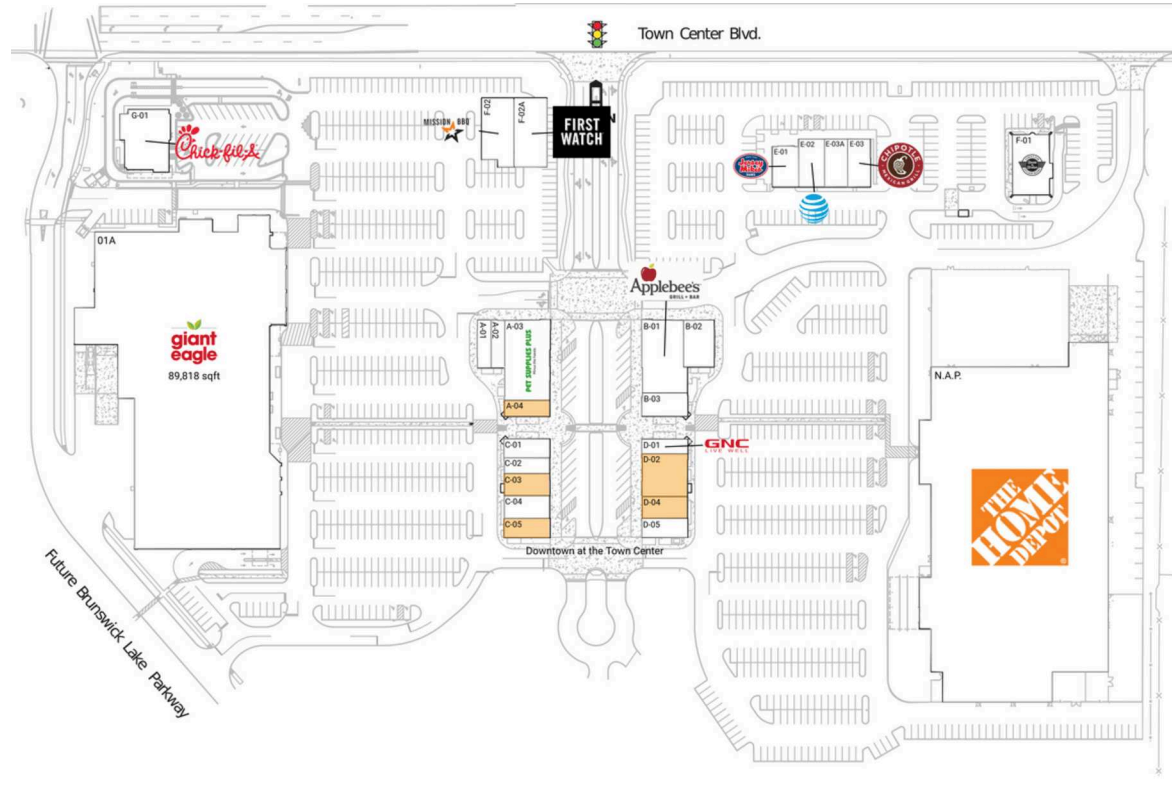 Town Center Blvd.
G-01
Chick-fil-A
MISSION BBQ
F-02
F-02A
FIRST
WATCH
E-01
E-02
E-03A
E-03
CHIPOTLE
MEXICAN GRILL
F-01
01A
giant
eagle
89,818 sqft
Applebee's
GRILL + BAR
A-01
A-02
A-03
PET SUPPLIES PLUS
A-04
B-01
B-02
B-03
N.A.P.
C-01
C-02
C-03
C-04
C-05
D-01
GNC
LIVE WELL
D-02
D-04
D-05
THE
HOME
DEPOT
Downtown at the Town Center
Future Brunswick Lake Parkway